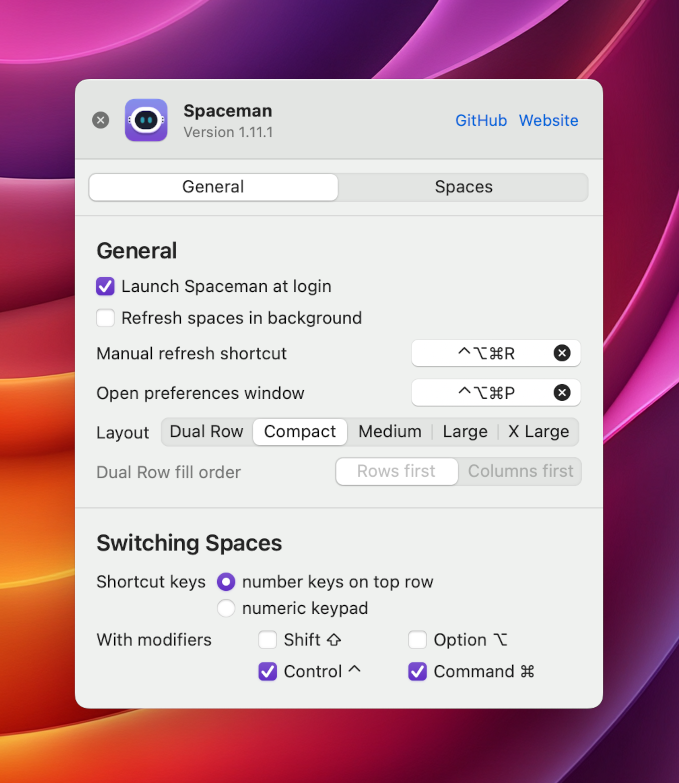 Spaceman
Version 1.11.1
GitHub Website
General Spaces
General
Launch Spaceman at login
Refresh spaces in background
Manual refresh shortcut ^⌥⌘R
Open preferences window ^⌥⌘P
Layout Dual Row Compact Medium Large X Large
Dual Row fill order Rows first Columns first
Switching Spaces
Shortcut keys number keys on top row
numeric keypad
With modifiers Shift ⇧ Option ⌥
Control ^ Command ⌘